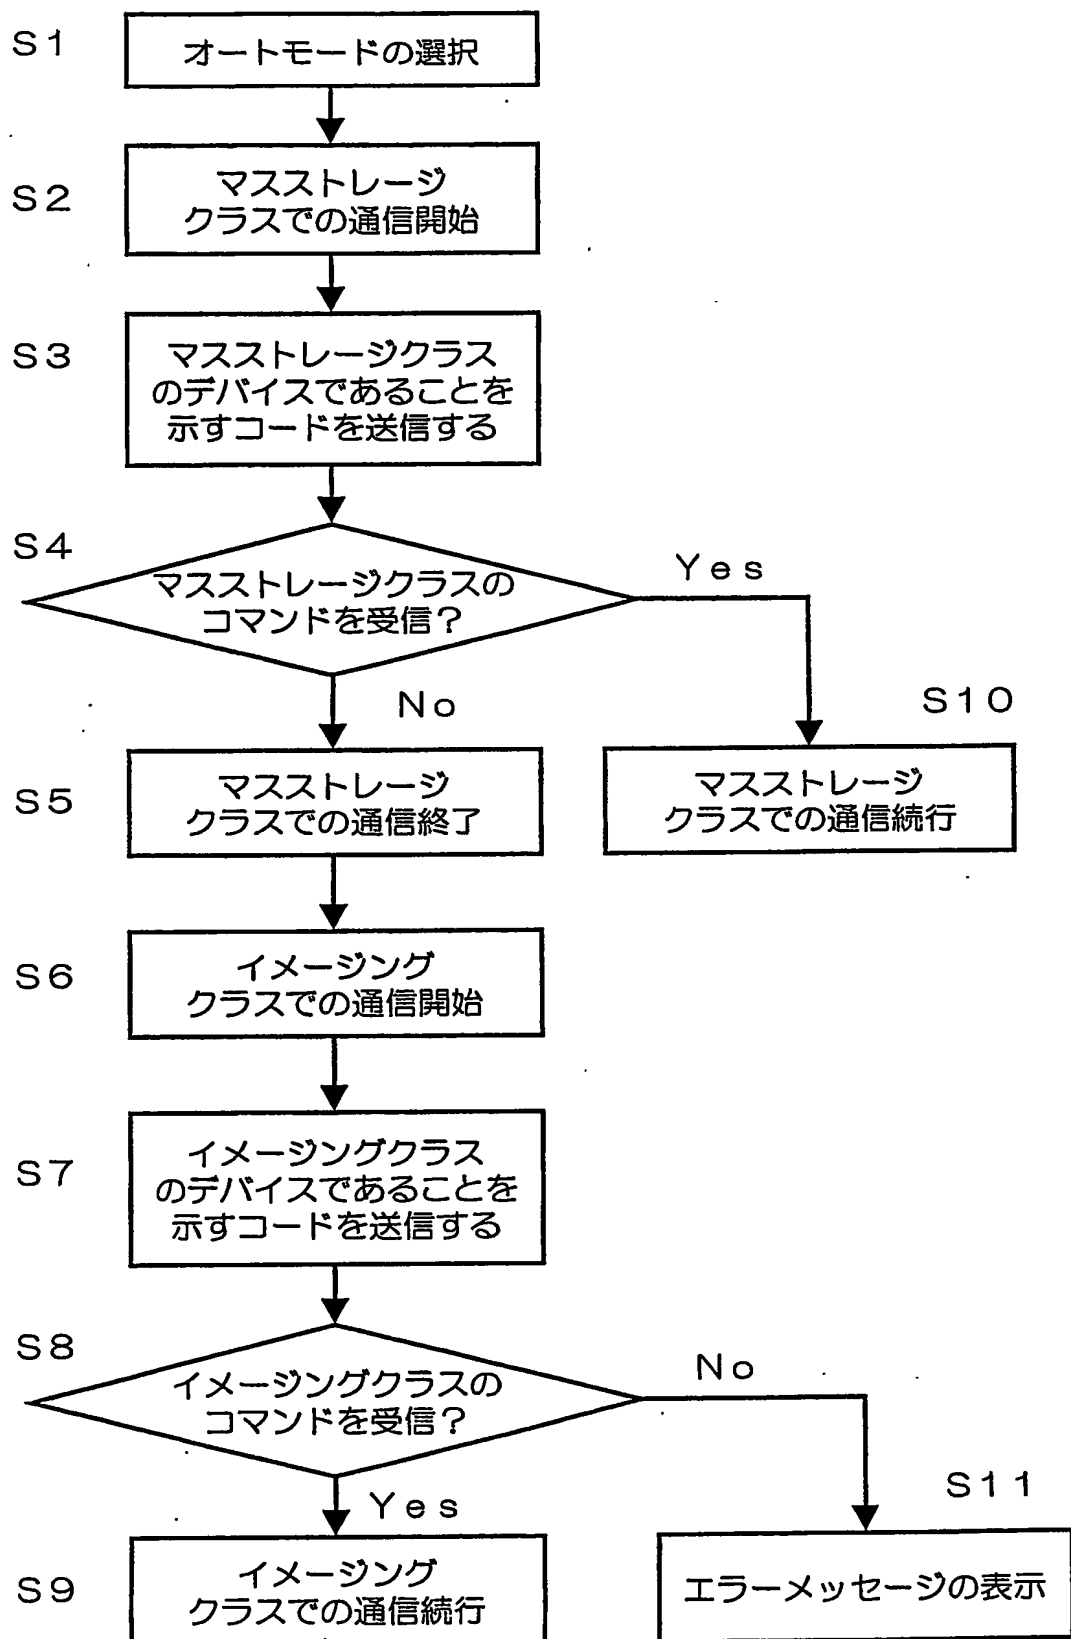 S1
オートモードの選択
S2
マスストレージ
クラスでの通信開始
S3
マスストレージクラス
のデバイスであることを
示すコードを送信する
S4
マスストレージクラスの
コマンドを受信？
Yes
No
S10
マスストレージ
クラスでの通信続行
S5
マスストレージ
クラスでの通信終了
S6
イメージング
クラスでの通信開始
S7
イメージングクラス
のデバイスであることを
示すコードを送信する
S8
イメージングクラスの
コマンドを受信？
No
Yes
S11
エラーメッセージの表示
S9
イメージング
クラスでの通信続行